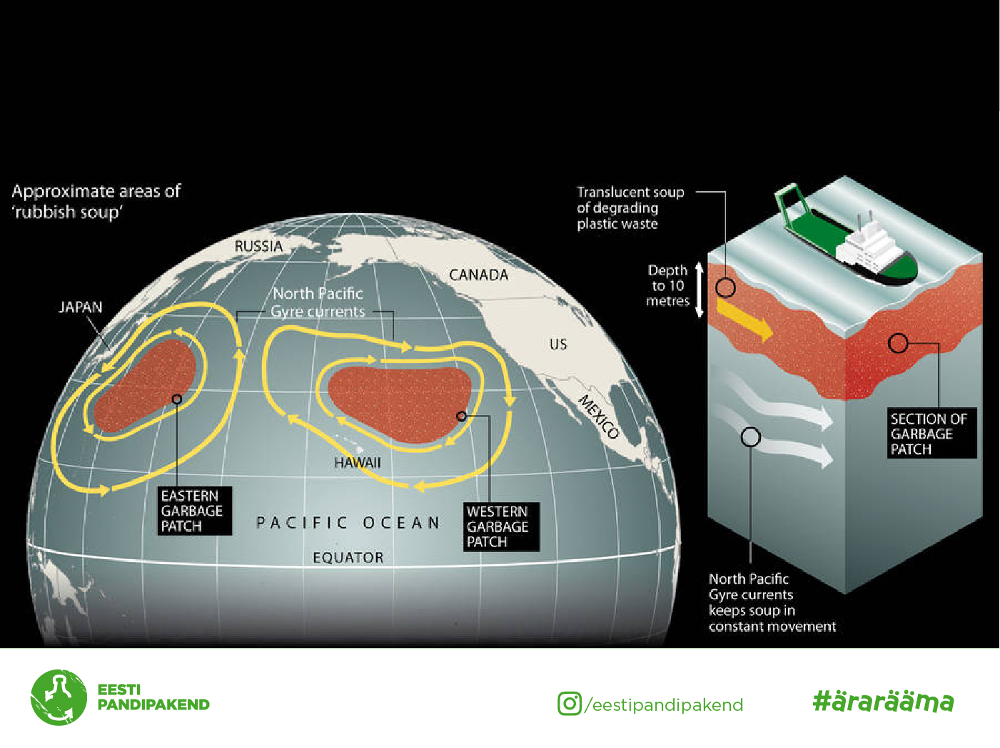 Approximate areas of
‘rubbish soup’
RUSSIA
CANADA
JAPAN
North Pacific
Gyre currents
US
MEXICO
HAWAII
EASTERN
GARBAGE
PATCH
WESTERN
GARBAGE
PATCH
PACIFIC OCEAN
EQUATOR
Translucent soup
of degrading
plastic waste
Depth
to 10
metres
SECTION OF
GARBAGE
PATCH
North Pacific
Gyre currents
keeps soup in
constant movement
EESTI
PANDIPAKEND
/eestipandipakend
#ärarääma